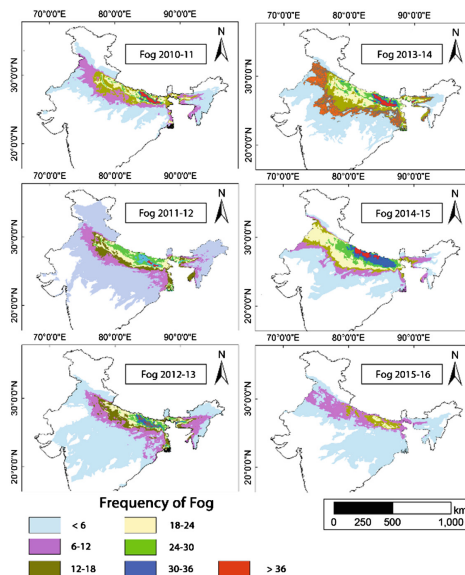 70°0'0"E 80°0'0"E 90°0'0"E 70°0'0"E 80°0'0"E 90°0'0"E
N N
Fog 2010-11 Fog 2013-14
30°0'0"N 30°0'0"N
20°0'0"N 20°0'0"N
70°0'0"E 80°0'0"E 90°0'0"E 70°0'0"E 80°0'0"E 90°0'0"E
N N
Fog 2011-12 Fog 2014-15
30°0'0"N 30°0'0"N
20°0'0"N 20°0'0"N
70°0'0"E 80°0'0"E 90°0'0"E 70°0'0"E 80°0'0"E 90°0'0"E
N N
Fog 2012-13 Fog 2015-16
30°0'0"N 30°0'0"N
20°0'0"N 20°0'0"N
Frequency of Fog
< 6 18-24
6-12 24-30
12-18 30-36 > 36
km
0 250 500 1,000